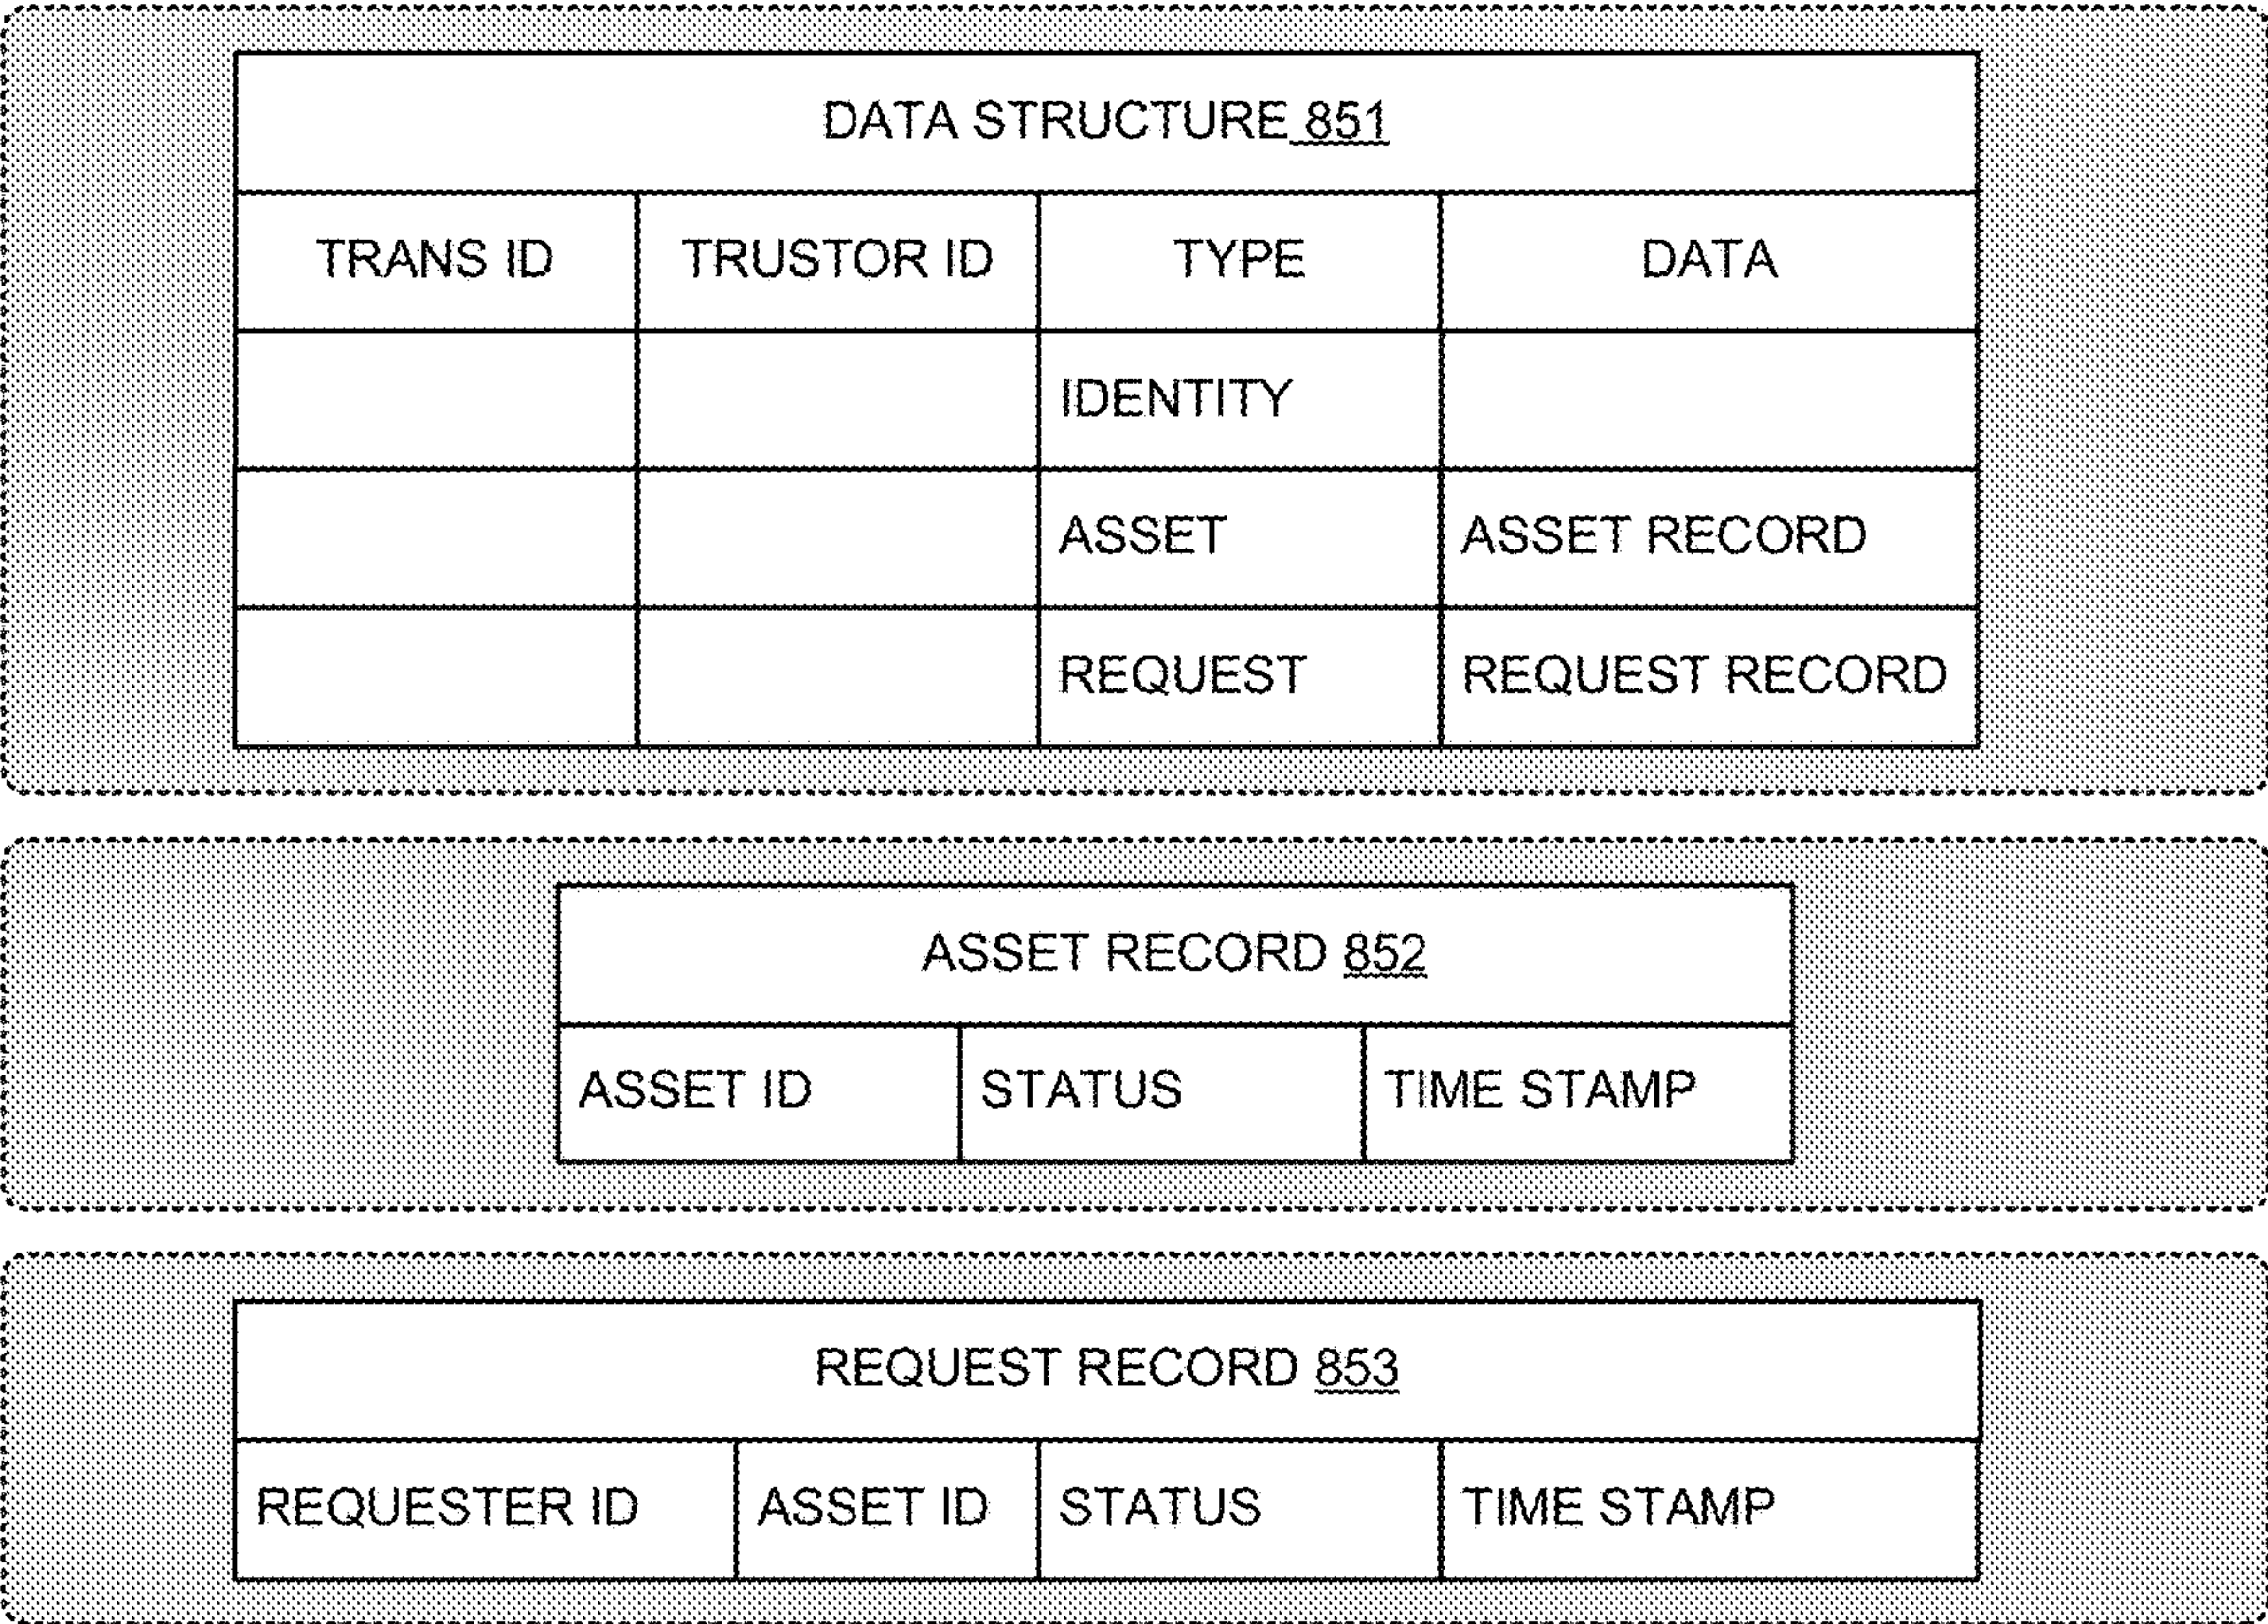 DATA STRUCTURE 851
TRANS ID TRUSTOR ID TYPE DATA
IDENTITY
ASSET ASSET RECORD
REQUEST REQUEST RECORD
ASSET RECORD 852
ASSET ID STATUS TIME STAMP
REQUEST RECORD 853
REQUESTER ID ASSET ID STATUS TIME STAMP